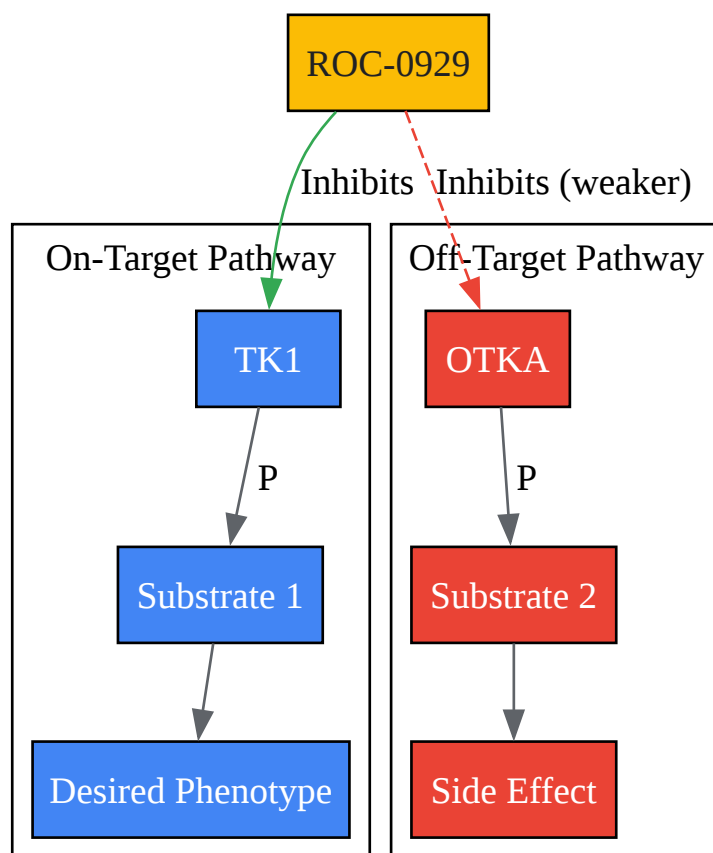 ROC-0929
Inhibits
Inhibits (weaker)
On-Target Pathway
TK1
P
Substrate 1
Desired Phenotype
Off-Target Pathway
OTKA
P
Substrate 2
Side Effect